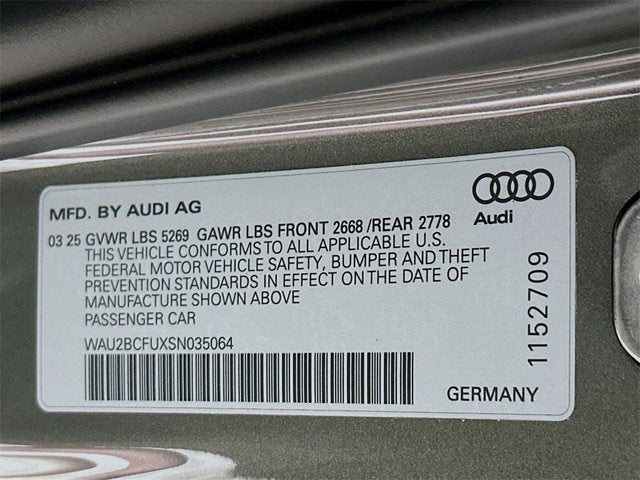 MFD. BY AUDI AG
Audi
03 25 GVWR LBS 5269 GAWR LBS FRONT 2668 /REAR 2778
THIS VEHICLE CONFORMS TO ALL APPLICABLE U.S.
FEDERAL MOTOR VEHICLE SAFETY, BUMPER AND THEFT
PREVENTION STANDARDS IN EFFECT ON THE DATE OF
MANUFACTURE SHOWN ABOVE
PASSENGER CAR
WAU2BCFUXSN035064
1152709
GERMANY